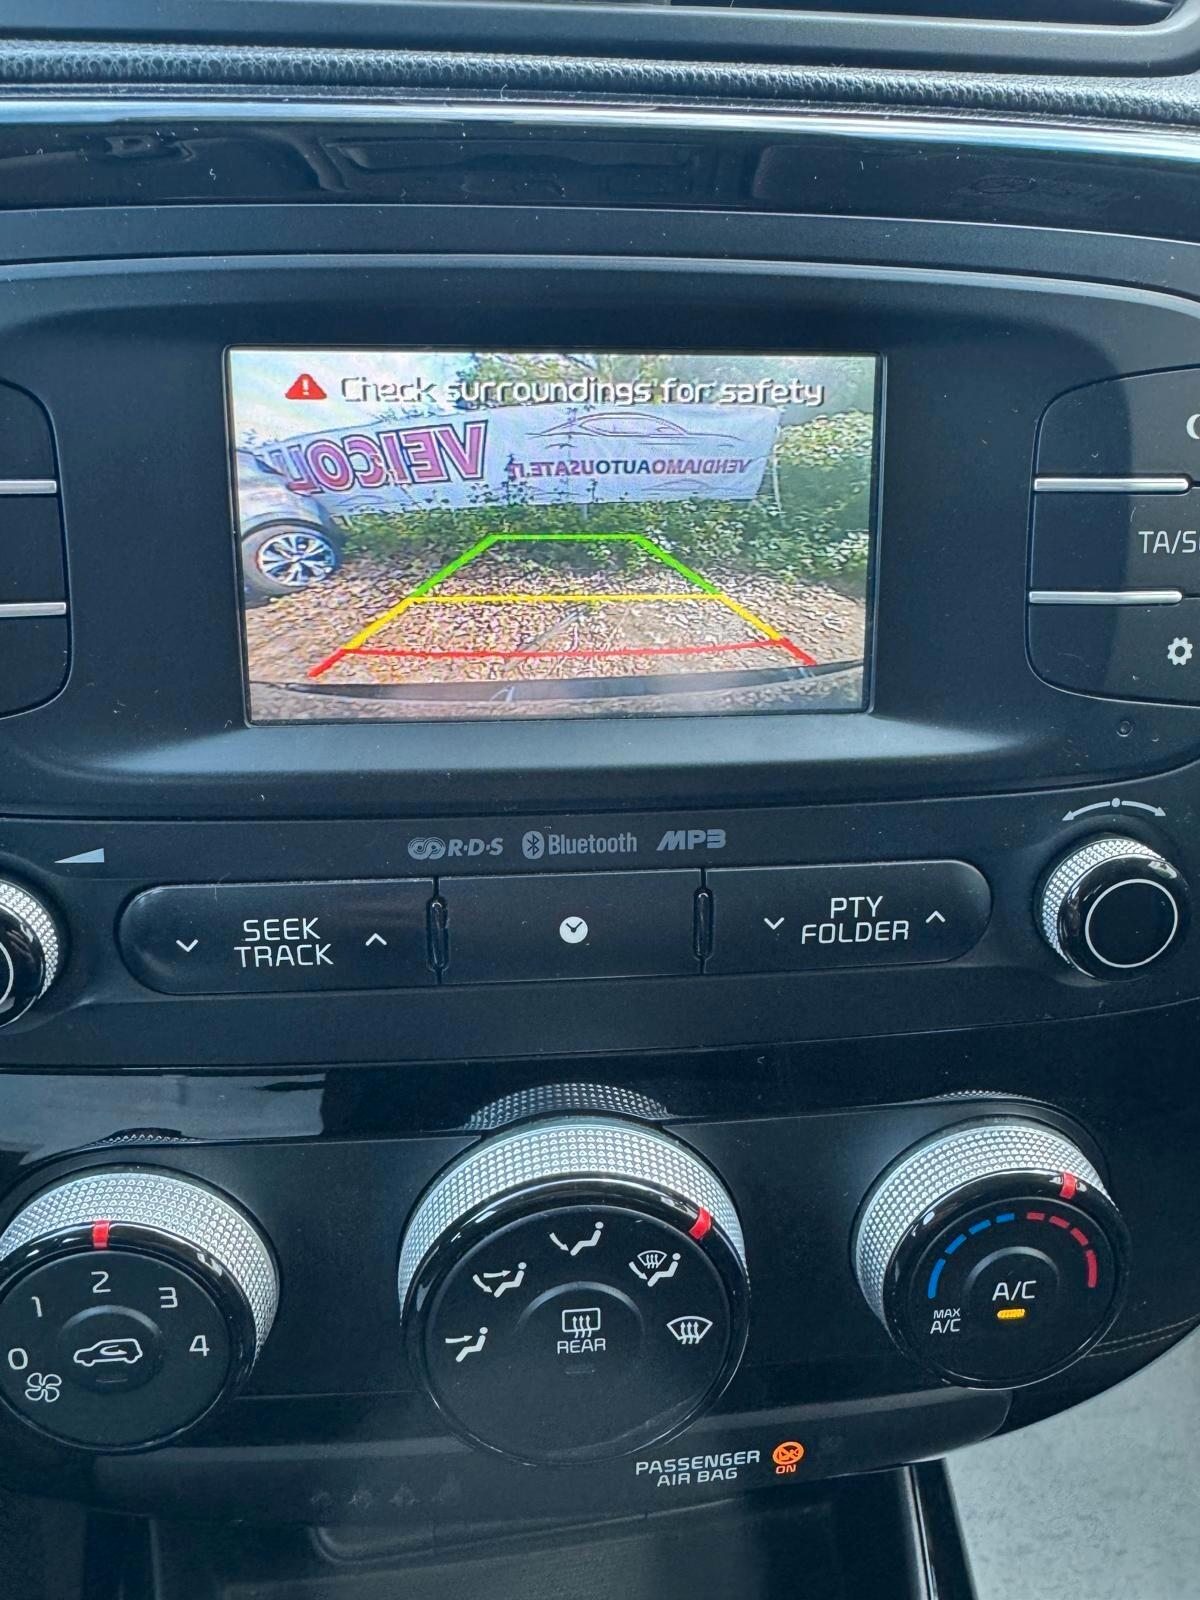 Check surroundings for safety
VEICOLI
VENDIAMOAUTOUSATE.IT
TA/S
R·D·S Bluetooth MP3
SEEK
TRACK
PTY
FOLDER
0 1 2 3 4
REAR
A/C
MAX
A/C
PASSENGER
AIR BAG
ON